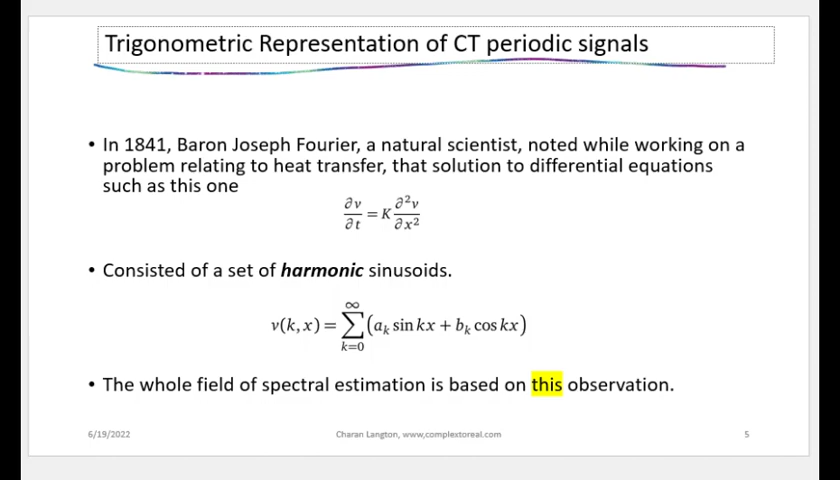 Trigonometric Representation of CT periodic signals
• In 1841, Baron Joseph Fourier, a natural scientist, noted while working on a
problem relating to heat transfer, that solution to differential equations
such as this one
∂v/∂t = K ∂²v/∂x²
• Consisted of a set of harmonic sinusoids.
v(k, x) = ∑_{k=0}^{∞} (a_k sin kx + b_k cos kx)
• The whole field of spectral estimation is based on this observation.
6/19/2022 Charan Langton, www.complextoreal.com 5